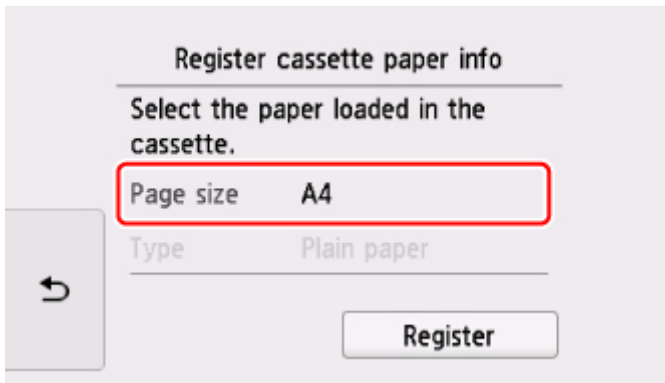 Register cassette paper info
Select the paper loaded in the
cassette.
Page size A4
Type Plain paper
Register